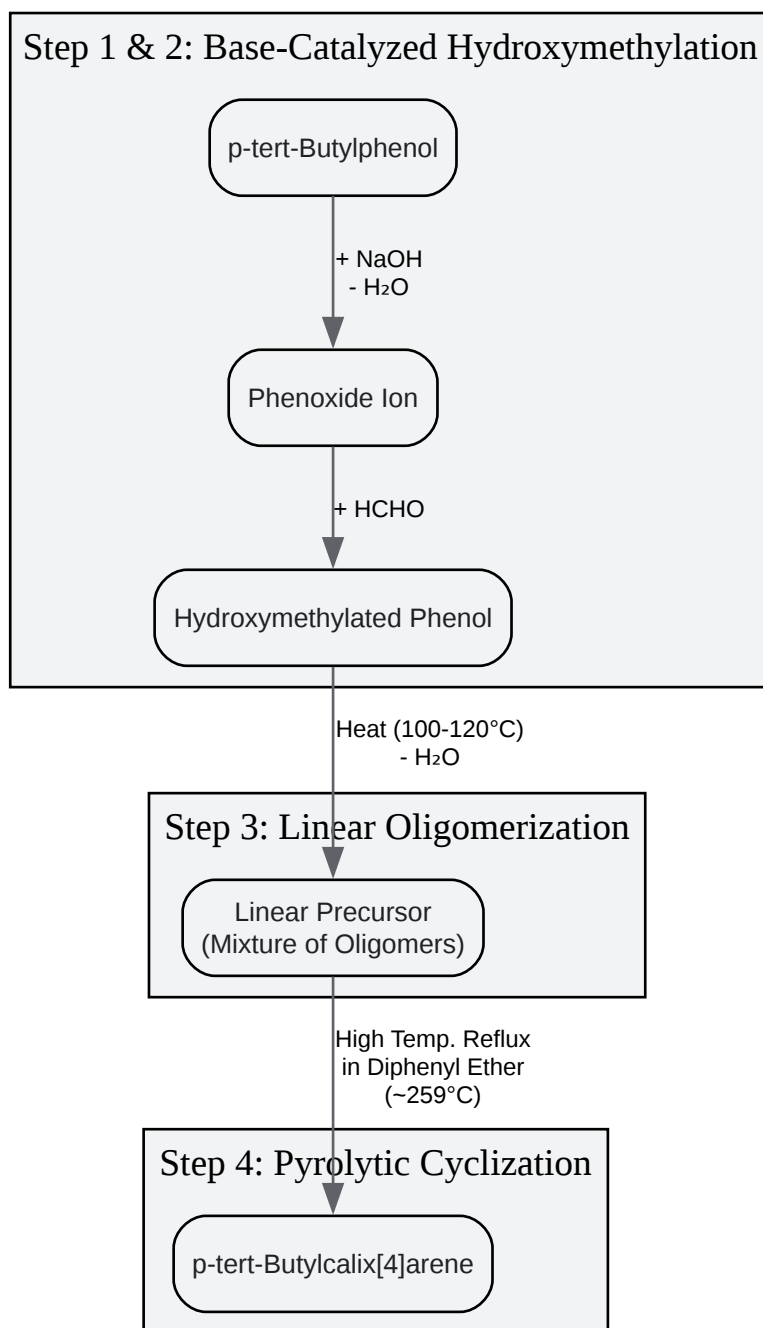 Step 1 & 2: Base-Catalyzed Hydroxymethylation
p-tert-Butylphenol
+ NaOH
- H₂O
Phenoxide Ion
+ HCHO
Hydroxymethylated Phenol
Heat (100-120°C)
- H₂O
Step 3: Linear Oligomerization
Linear Precursor
(Mixture of Oligomers)
High Temp. Reflux
in Diphenyl Ether
(~259°C)
Step 4: Pyrolytic Cyclization
p-tert-Butylcalix[4]arene